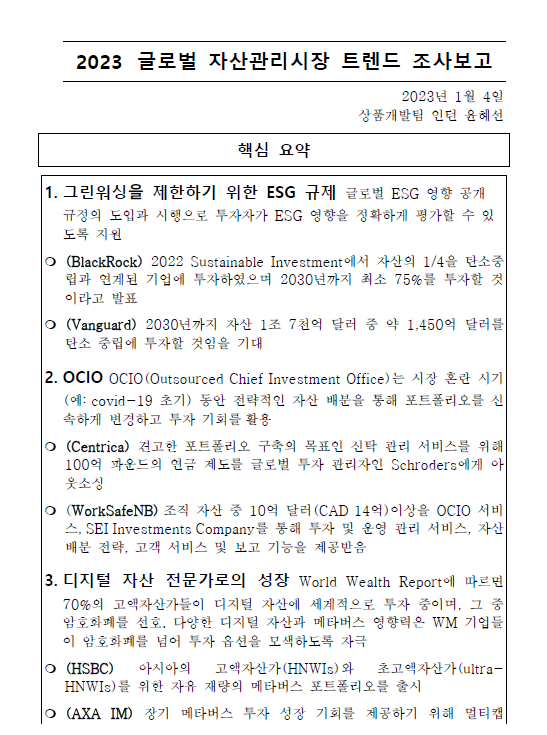 2023 글로벌 자산관리시장 트렌드 조사보고
2023년 1월 4일
상품개발팀 인턴 윤혜선
핵심 요약
1. 그린워싱을 제한하기 위한 ESG 규제 글로벌 ESG 영향 공개
규정의 도입과 시행으로 투자자가 ESG 영향을 정확하게 평가할 수 있
도록 지원
❍ (BlackRock) 2022 Sustainable Investment에서 자산의 1/4을 탄소중
립과 연계된 기업에 투자하였으며 2030년까지 최소 75%를 투자할 것
이라고 발표
❍ (Vanguard) 2030년까지 자산 1조 7천억 달러 중 약 1,450억 달러를
탄소 중립에 투자할 것임을 기대
2. OCIO OCIO(Outsourced Chief Investment Office)는 시장 혼란 시기
(예: covid-19 초기) 동안 전략적인 자산 배분을 통해 포트폴리오를 신
속하게 변경하고 투자 기회를 활용
❍ (Centrica) 견고한 포트폴리오 구축의 목표인 신탁 관리 서비스를 위해
100억 파운드의 연금 제도를 글로벌 투자 관리자인 Schroders에게 아
웃소싱
❍ (WorkSafeNB) 조직 자산 중 10억 달러(CAD 14억)이상을 OCIO 서비
스, SEI Investments Company를 통해 투자 및 운영 관리 서비스, 자산
배분 전략, 고객 서비스 및 보고 기능을 제공받음
3. 디지털 자산 전문가로의 성장 World Wealth Report에 따르면
70%의 고액자산가들이 디지털 자산에 세계적으로 투자 중이며, 그 중
암호화폐를 선호. 다양한 디지털 자산과 메타버스 영향력은 WM 기업들
이 암호화폐를 넘어 투자 옵션을 모색하도록 자극
❍ (HSBC) 아시아의 고액자산가(HNWIs)와 초고액자산가(ultra-
HNWIs)를 위한 자유 재량의 메타버스 포트폴리오를 출시
❍ (AXA IM) 장기 메타버스 투자 성장 기회를 제공하기 위해 멀티캡